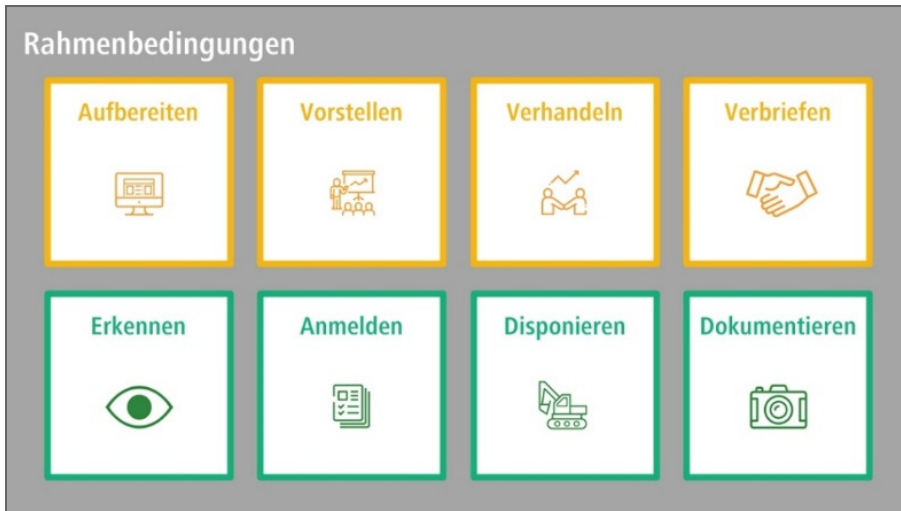 Rahmenbedingungen
Aufbereiten
Vorstellen
Verhandeln
Verbriefen
Erkennen
Anmelden
Disponieren
Dokumentieren